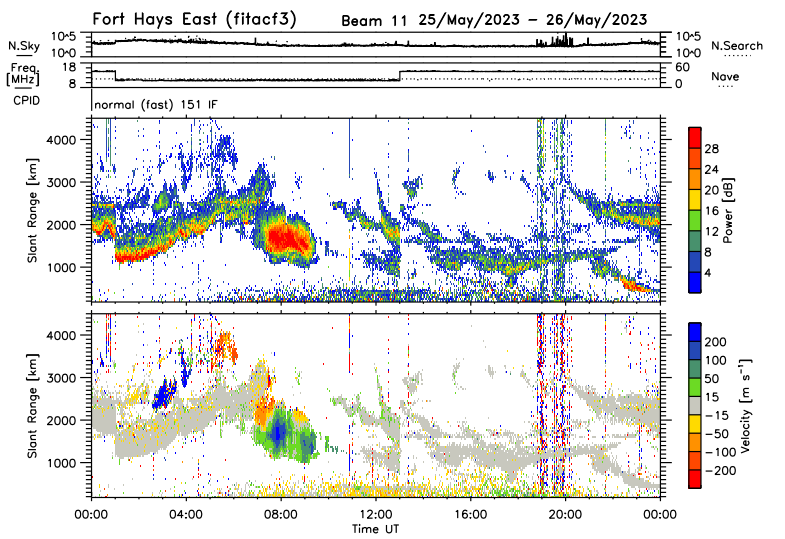 Fort Hays East (fitacf3) Beam 11 25/May/2023 - 26/May/2023
N.Sky 10^5 10^0 10^5 10^0 N.Search
Freq. [MHz] 18 8 60 0 Nave
CPID normal (fast) 151 IF
Slant Range [km] 4000 3000 2000 1000
28 24 20 16 12 8 4 Power [dB]
Slant Range [km] 4000 3000 2000 1000
200 100 50 15 -15 -50 -100 -200 Velocity [m s⁻¹]
00:00 04:00 08:00 12:00 16:00 20:00 00:00
Time UT